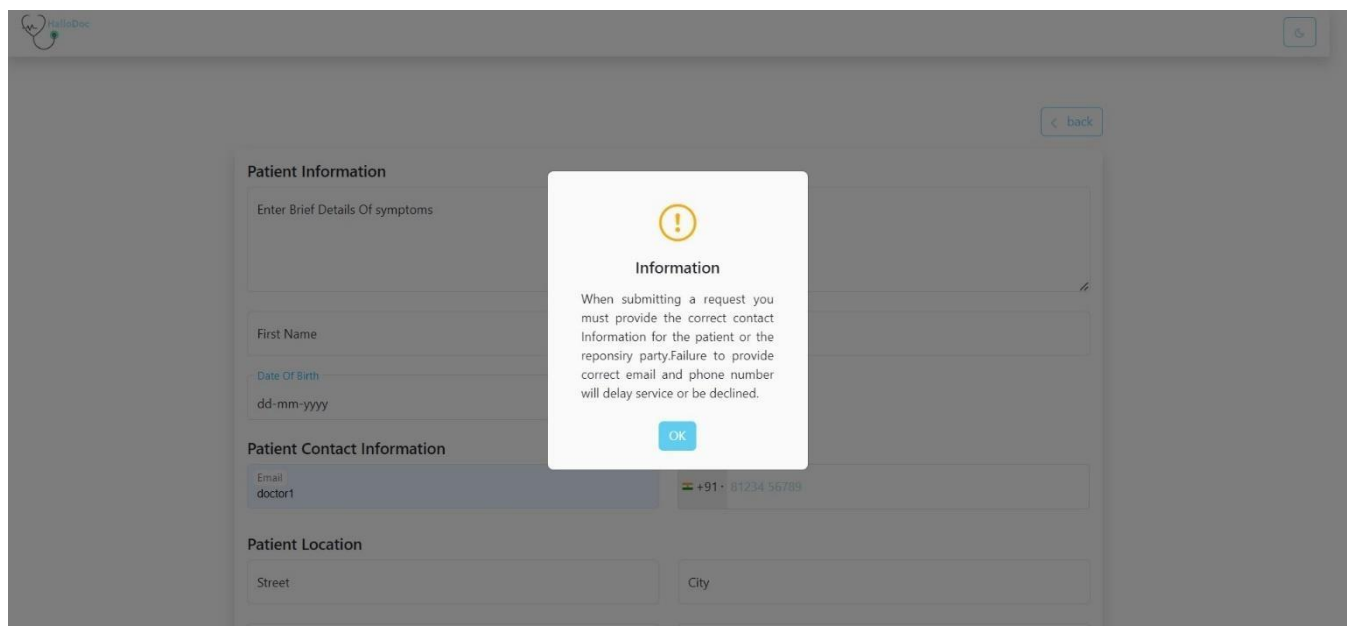 HelloDoc
back
Patient Information
Enter Brief Details Of symptoms
Information
When submitting a request you
must provide the correct contact
Information for the patient or the
reponsiry party.Failure to provide
correct email and phone number
will delay service or be declined.
OK
First Name
Date Of Birth
dd-mm-yyyy
Patient Contact Information
Email
doctor1
+91 81234 56789
Patient Location
Street
City